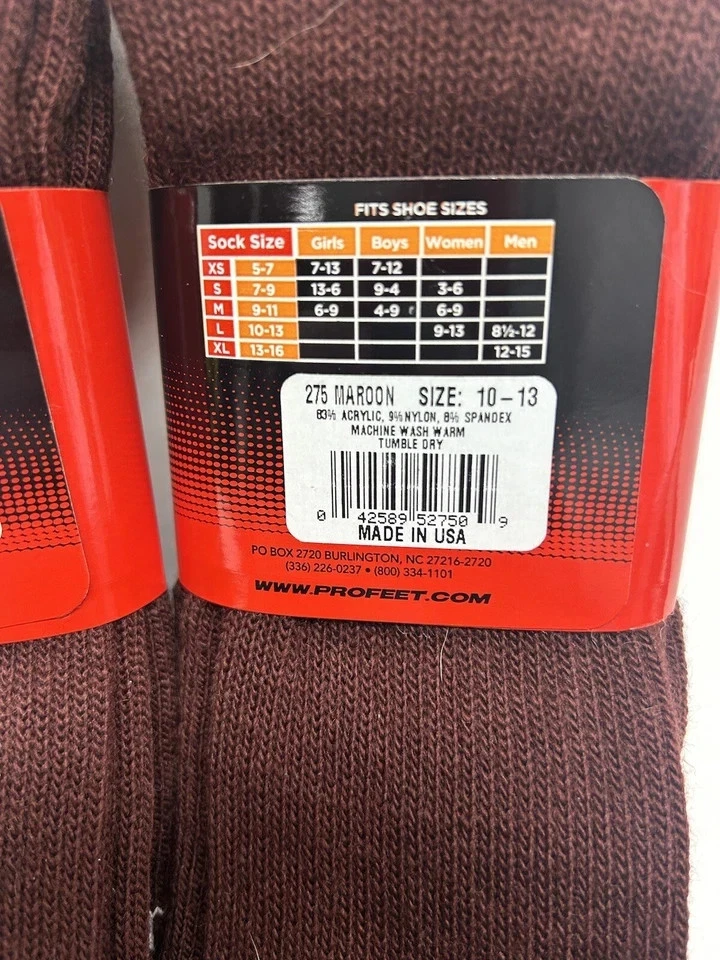 FITS SHOE SIZES
Sock Size Girls Boys Women Men
XS 5-7 7-13 7-12
S 7-9 13-6 9-4 3-6
M 9-11 6-9 4-9 6-9
L 10-13 9-13 8½-12
XL 13-16 12-15
275 MAROON SIZE: 10-13
83% ACRYLIC, 9% NYLON, 8% SPANDEX
MACHINE WASH WARM
TUMBLE DRY
0 42589 52750 9
MADE IN USA
PO BOX 2720 BURLINGTON, NC 27216-2720
(336) 226-0237 • (800) 334-1101
WWW.PROFEET.COM